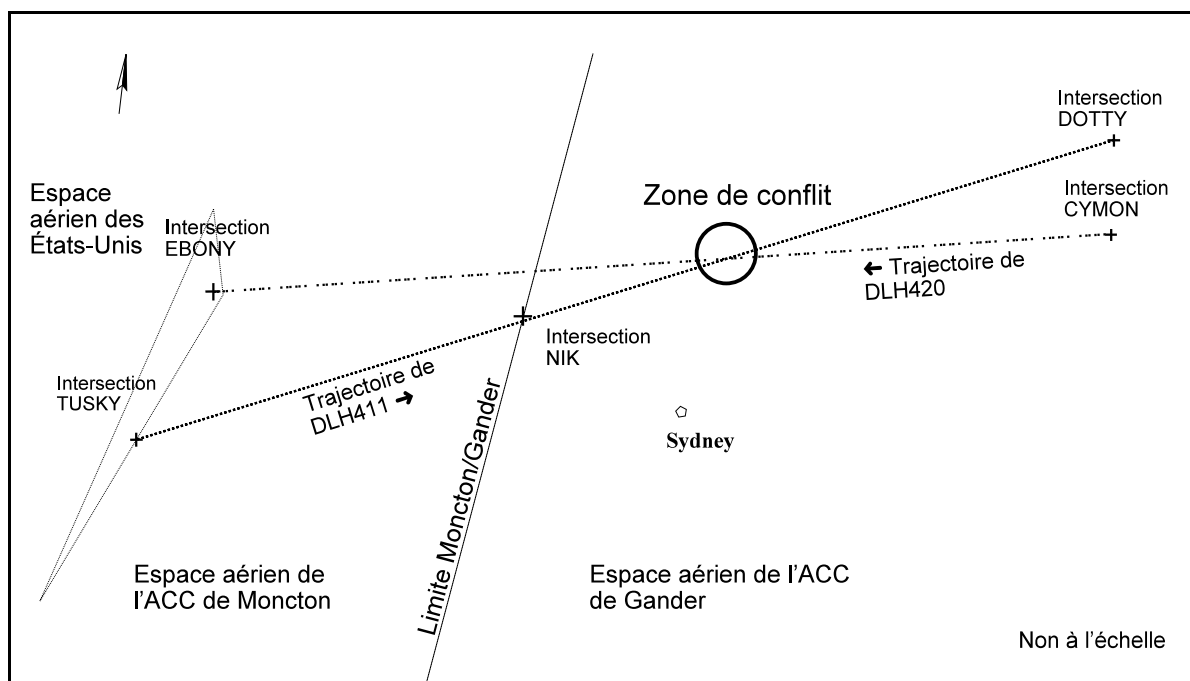 Intersection
DOTTY
Zone de conflit
Espace
aérien des
États-Unis
Intersection
EBONY
Intersection
CYMON
← Trajectoire de
DLH420
Intersection
NIK
Intersection
TUSKY
Trajectoire de
DLH411 →
Sydney
Limite Moncton/Gander
Espace aérien de
l'ACC de Moncton
Espace aérien de l'ACC
de Gander
Non à l'échelle